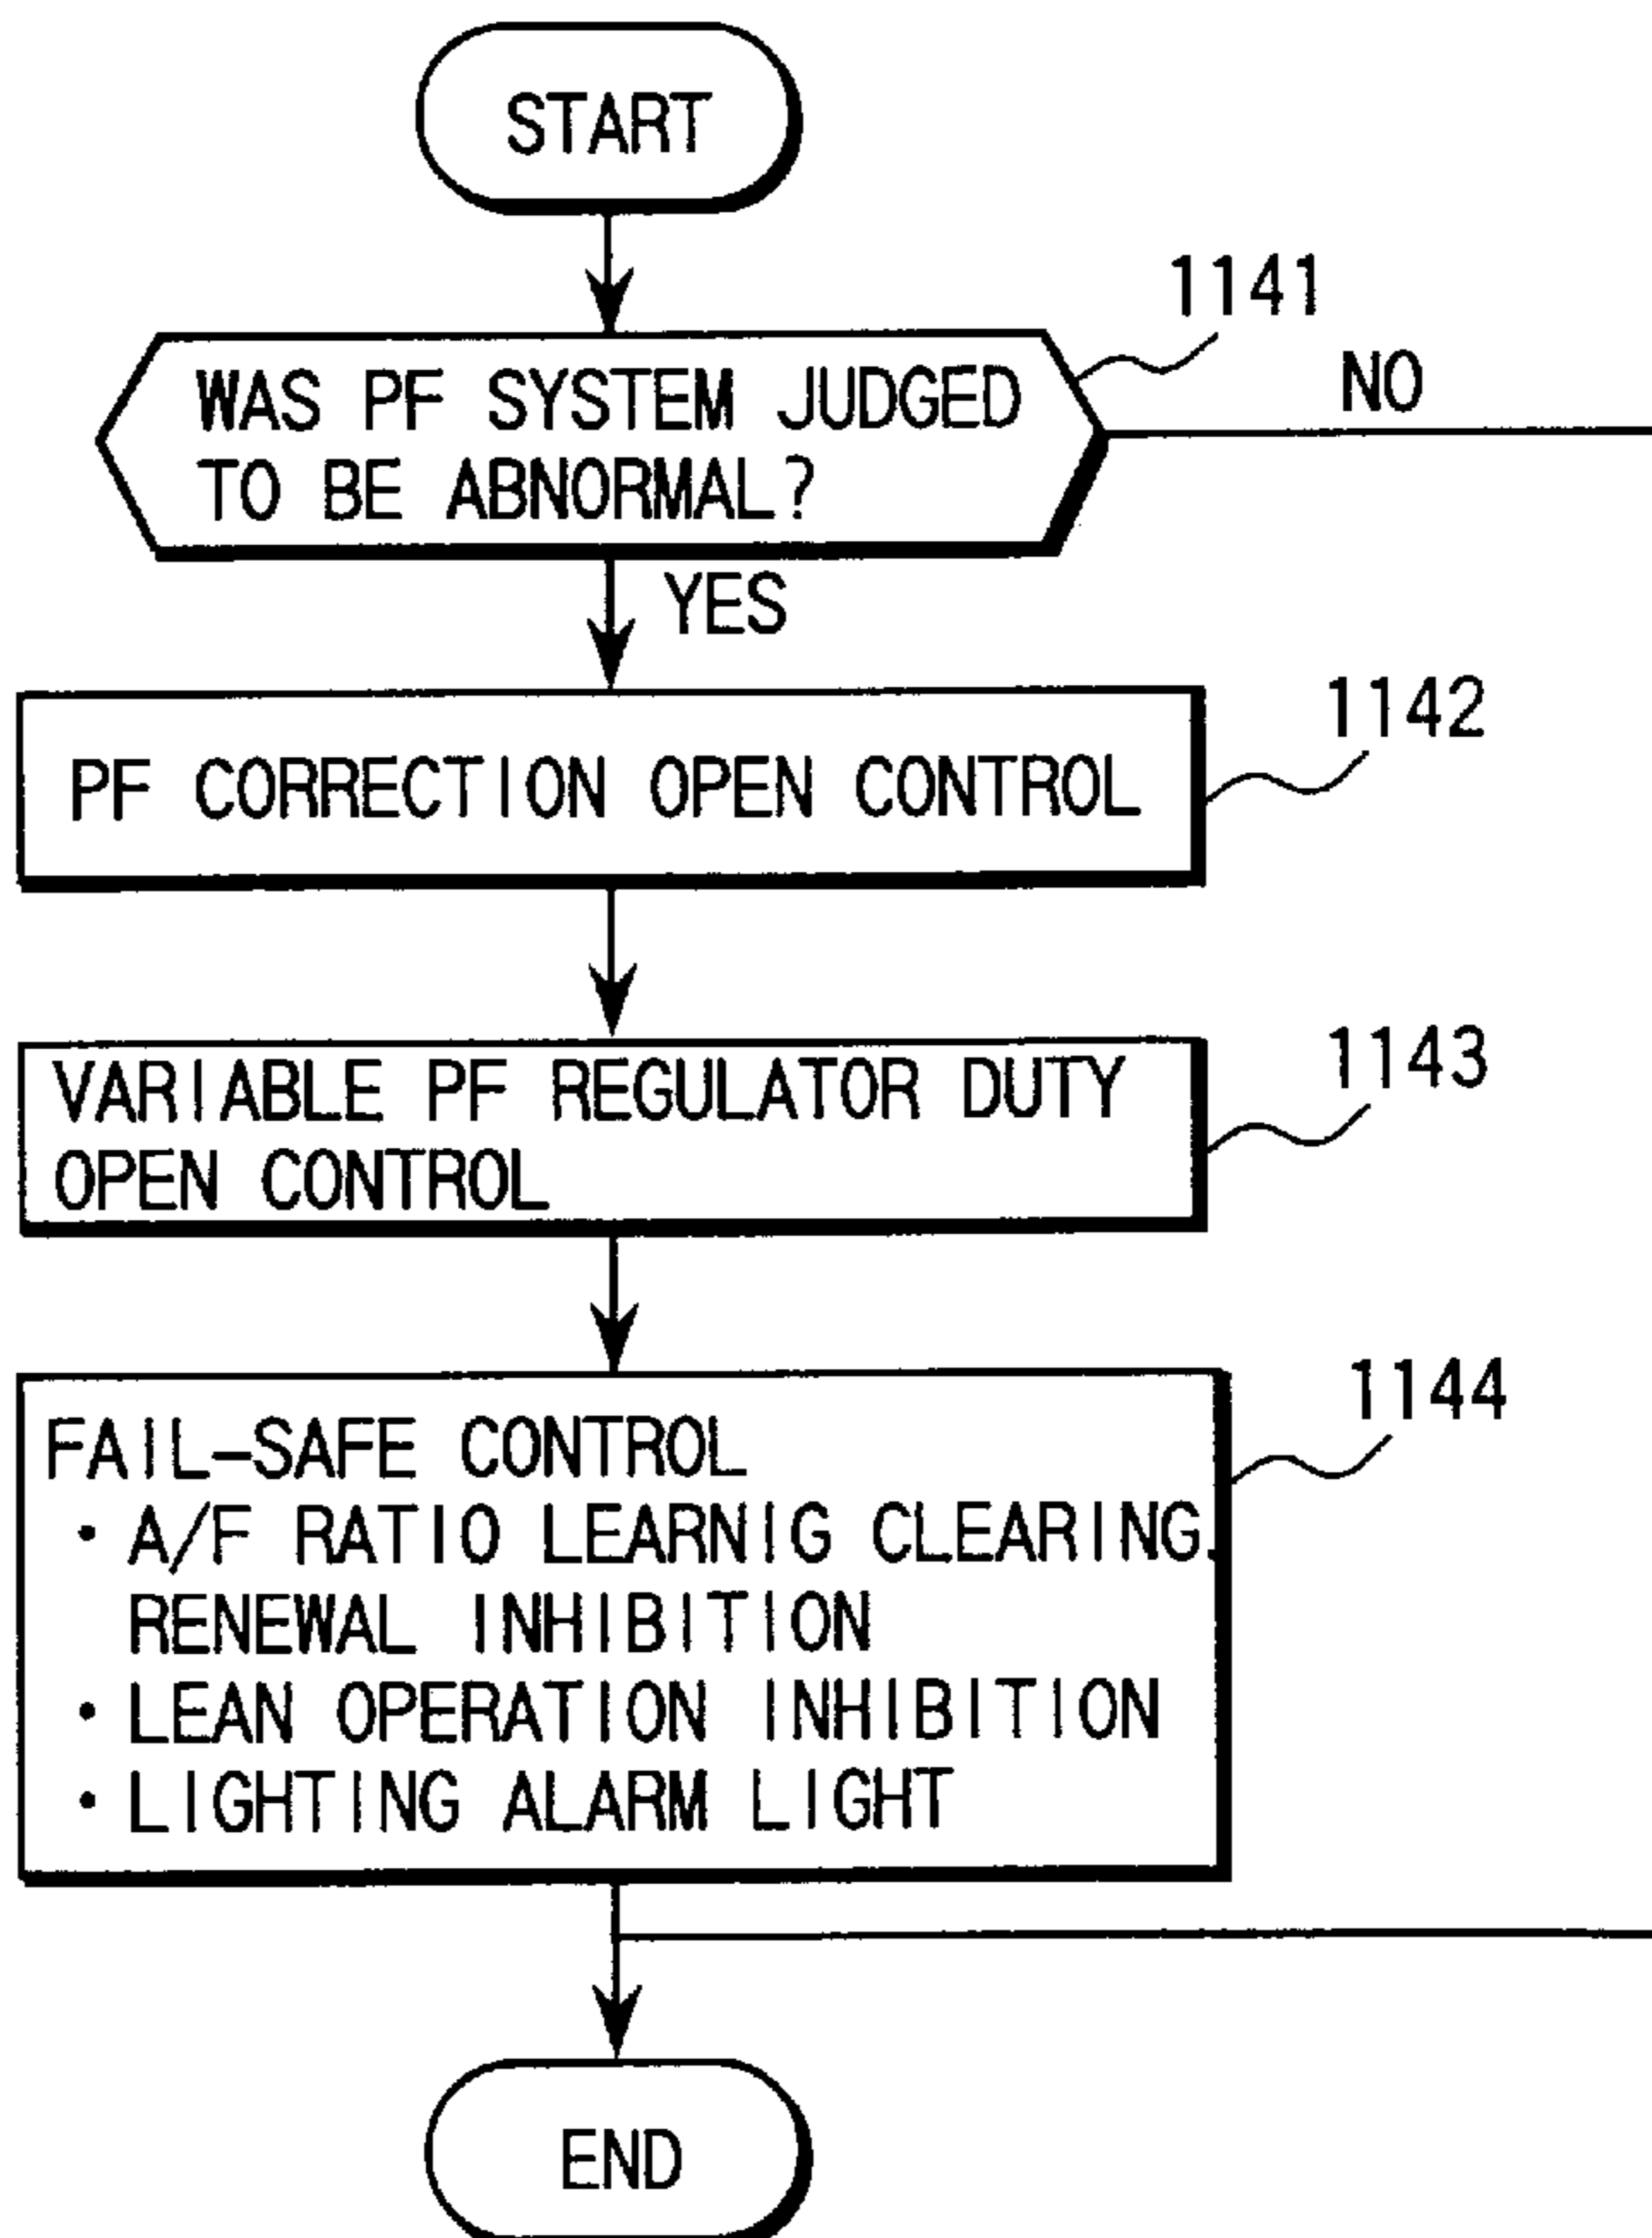 START
1141
WAS PF SYSTEM JUDGED
TO BE ABNORMAL?
NO
YES
1142
PF CORRECTION OPEN CONTROL
1143
VARIABLE PF REGULATOR DUTY
OPEN CONTROL
1144
FAIL-SAFE CONTROL
· A/F RATIO LEARNIG CLEARING.
RENEWAL INHIBITION
· LEAN OPERATION INHIBITION
· LIGHTING ALARM LIGHT
END